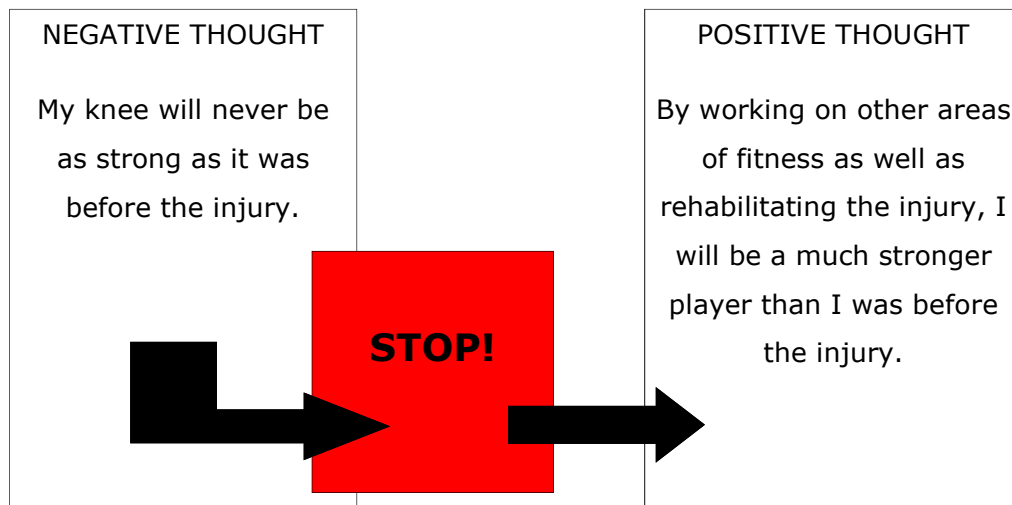 NEGATIVE THOUGHT
My knee will never be
as strong as it was
before the injury.
STOP!
POSITIVE THOUGHT
By working on other areas
of fitness as well as
rehabilitating the injury, I
will be a much stronger
player than I was before
the injury.